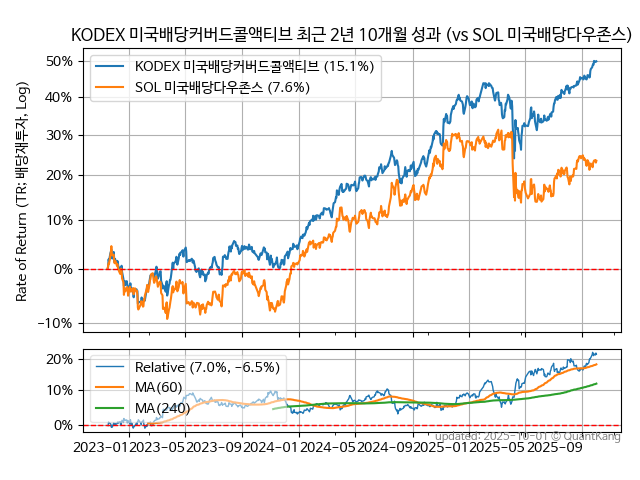 KODEX 미국배당커버드콜액티브 최근 2년 10개월 성과 (vs SOL 미국배당다우존스)
Rate of Return (TR: 배당재투자, Log)
50%
40%
30%
20%
10%
0%
−10%
KODEX 미국배당커버드콜액티브 (15.1%)
SOL 미국배당다우존스 (7.6%)
20%
10%
0%
Relative (7.0%, −6.5%)
MA(60)
MA(240)
2023−01 2023−05 2023−09 2024−01 2024−05 2024−09 2025−01 2025−05 2025−09
updated: 2025−10−01 © QuantKang